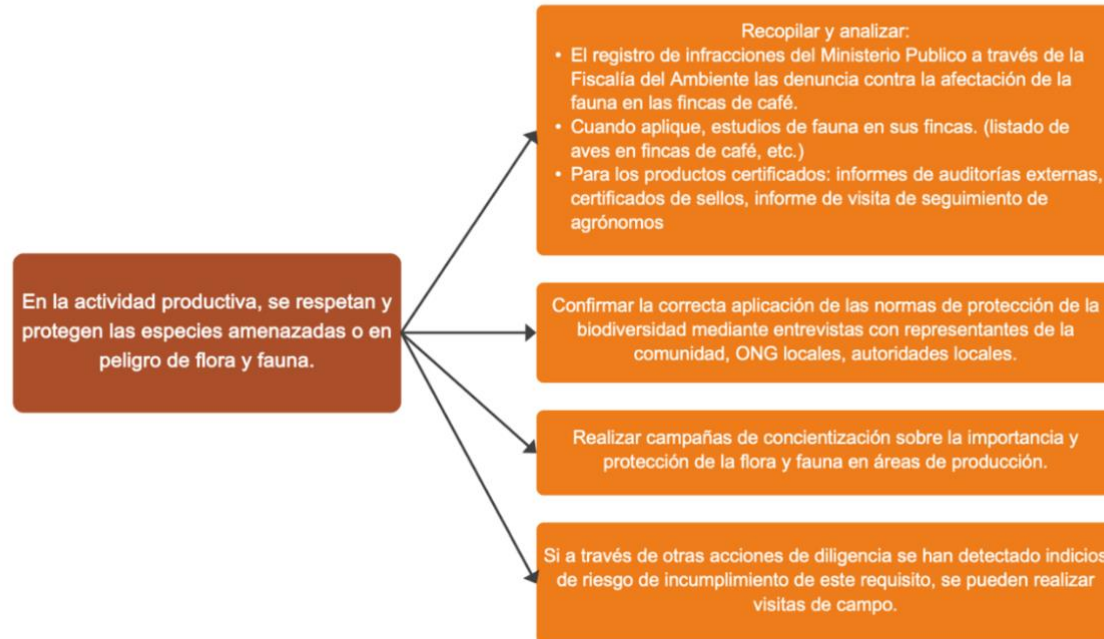 Recopilar y analizar:
• El registro de infracciones del Ministerio Publico a través de la
Fiscalía del Ambiente las denuncia contra la afectación de la
fauna en las fincas de café.
• Cuando aplique, estudios de fauna en sus fincas. (listado de
aves en fincas de café, etc.)
• Para los productos certificados: informes de auditorías externas,
certificados de sellos, informe de visita de seguimiento de
agrónomos
En la actividad productiva, se respetan y
protegen las especies amenazadas o en
peligro de flora y fauna.
Confirmar la correcta aplicación de las normas de protección de la
biodiversidad mediante entrevistas con representantes de la
comunidad, ONG locales, autoridades locales.
Realizar campañas de concientización sobre la importancia y
protección de la flora y fauna en áreas de producción.
Si a través de otras acciones de diligencia se han detectado indicios
de riesgo de incumplimiento de este requisito, se pueden realizar
visitas de campo.